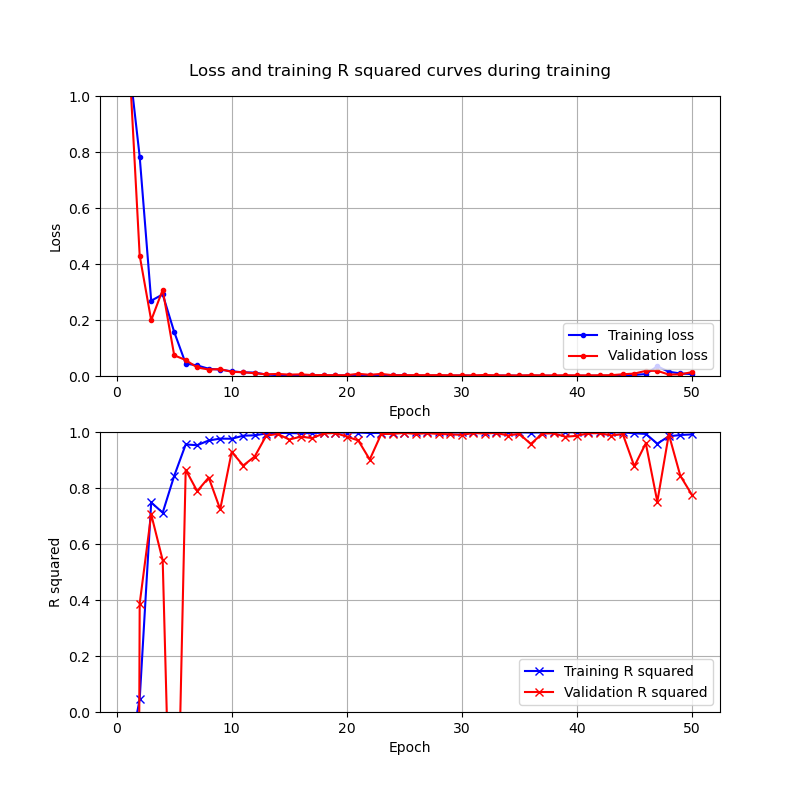 Loss and training R squared curves during training
1.0
0.8
0.6
0.4
0.2
0.0
Loss
Training loss
Validation loss
0 10 20 30 40 50
Epoch
1.0
0.8
0.6
0.4
0.2
0.0
R squared
Training R squared
Validation R squared
0 10 20 30 40 50
Epoch